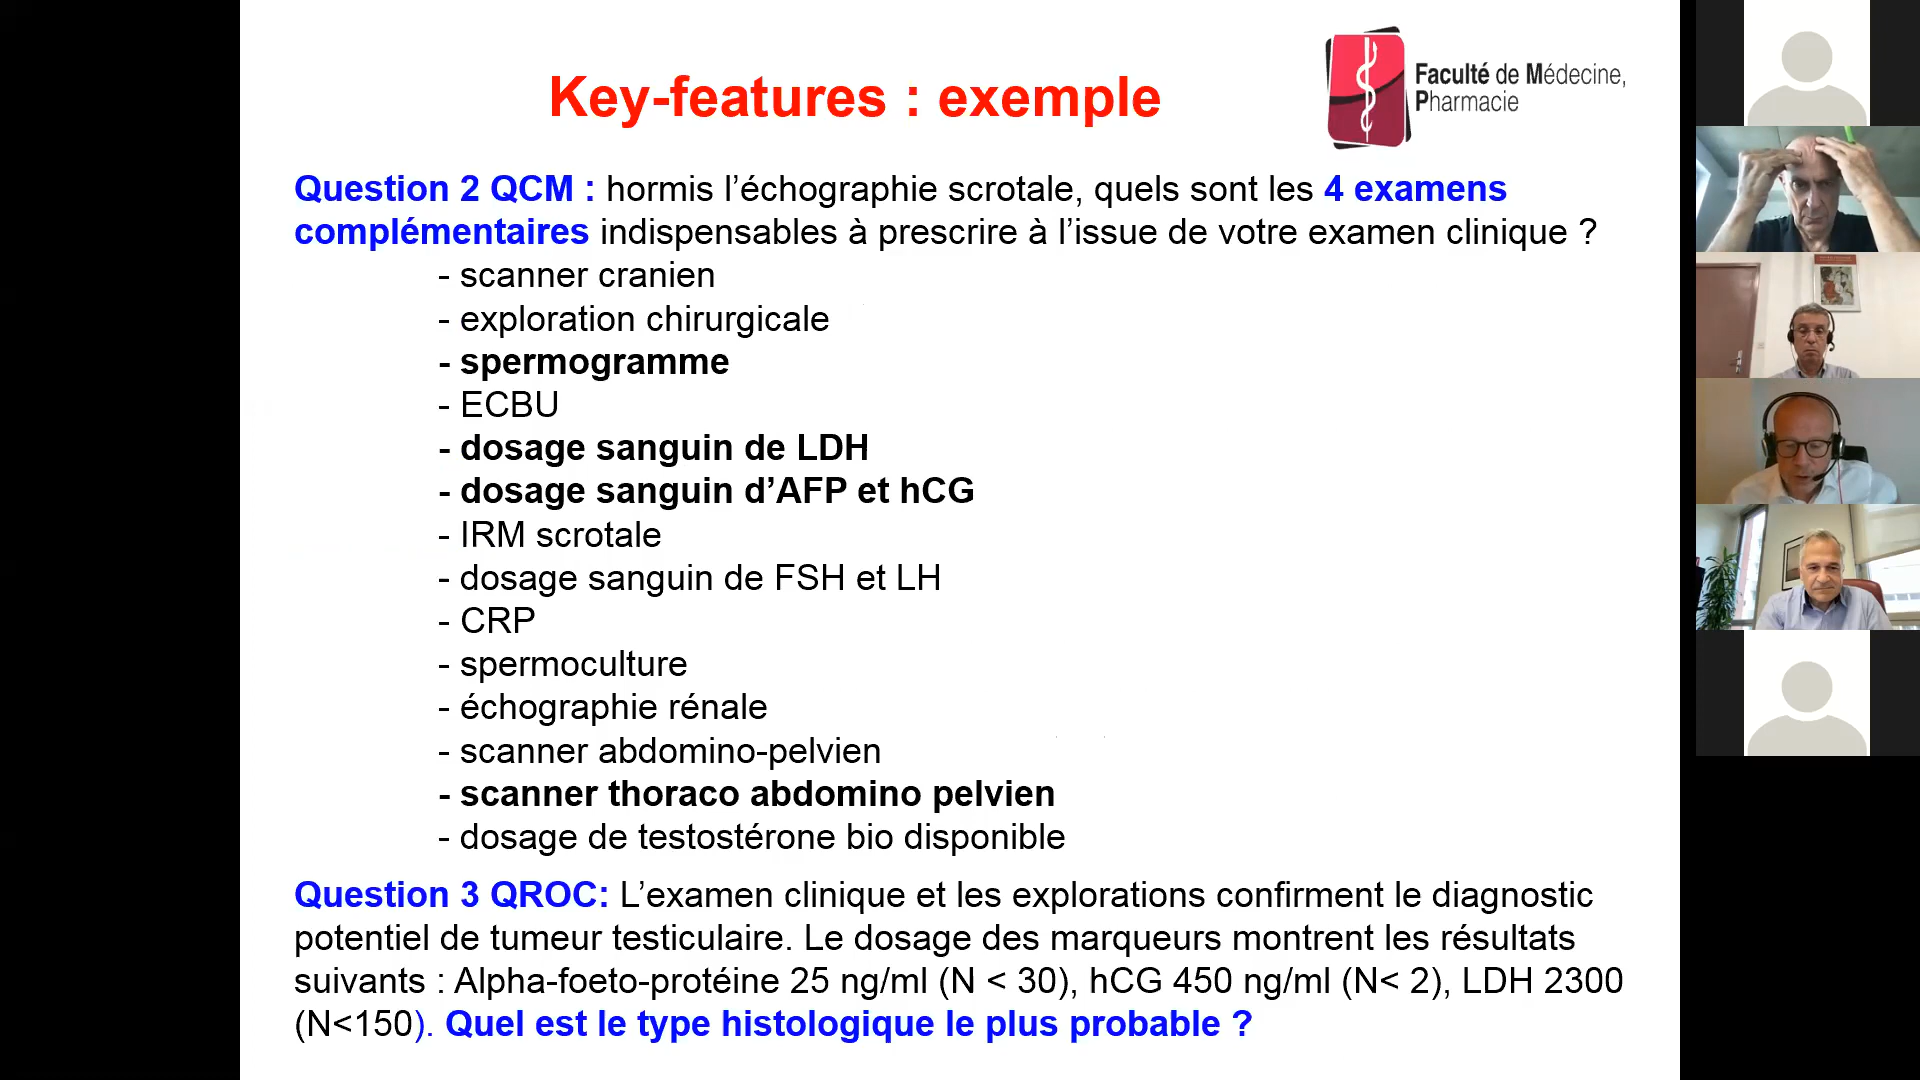 Key-features : exemple
Faculté de Médecine,
Pharmacie
Question 2 QCM : hormis l’échographie scrotale, quels sont les 4 examens
complémentaires indispensables à prescrire à l’issue de votre examen clinique ?
- scanner cranien
- exploration chirurgicale
- spermogramme
- ECBU
- dosage sanguin de LDH
- dosage sanguin d’AFP et hCG
- IRM scrotale
- dosage sanguin de FSH et LH
- CRP
- spermoculture
- échographie rénale
- scanner abdomino-pelvien
- scanner thoraco abdomino pelvien
- dosage de testostérone bio disponible
Question 3 QROC: L’examen clinique et les explorations confirment le diagnostic
potentiel de tumeur testiculaire. Le dosage des marqueurs montrent les résultats
suivants : Alpha-foeto-protéine 25 ng/ml (N < 30), hCG 450 ng/ml (N< 2), LDH 2300
(N<150). Quel est le type histologique le plus probable ?